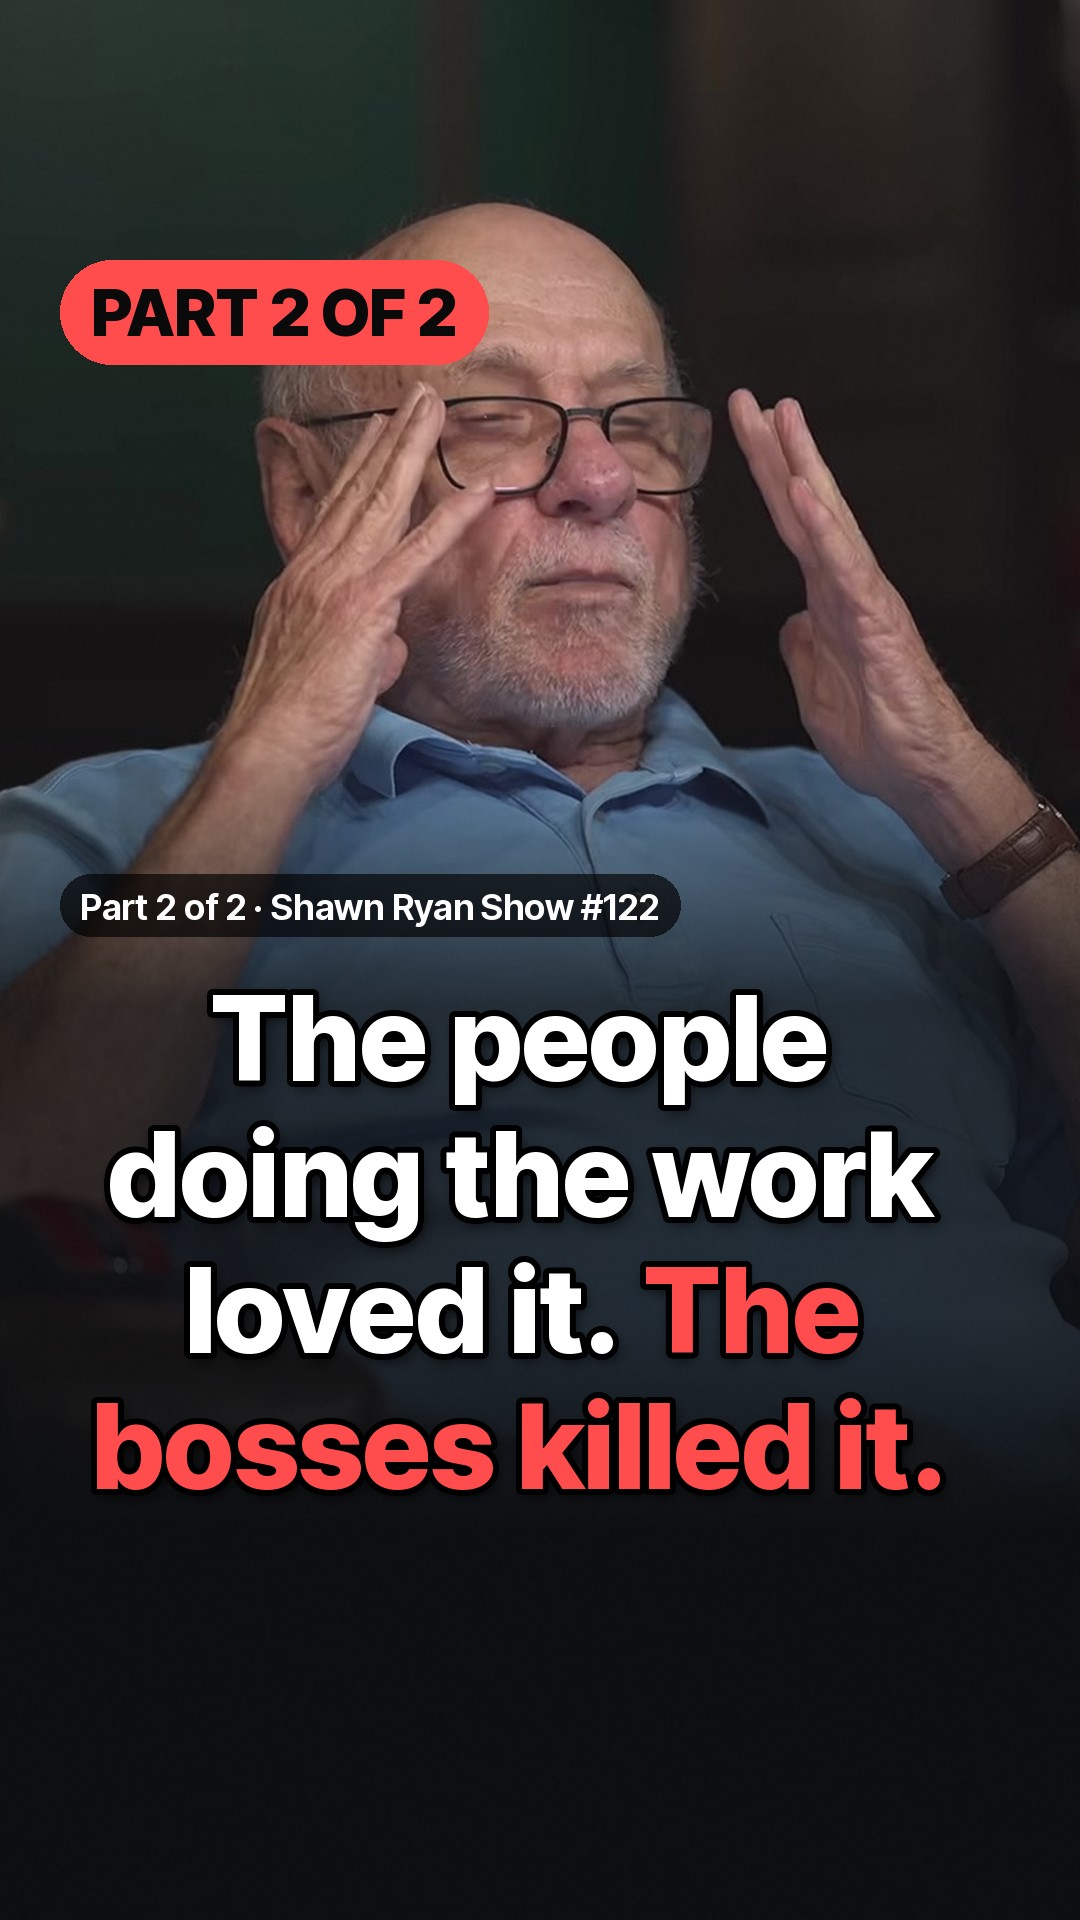 PART 2 OF 2
Part 2 of 2 · Shawn Ryan Show #122
The people
doing the work
loved it. The
bosses killed it.